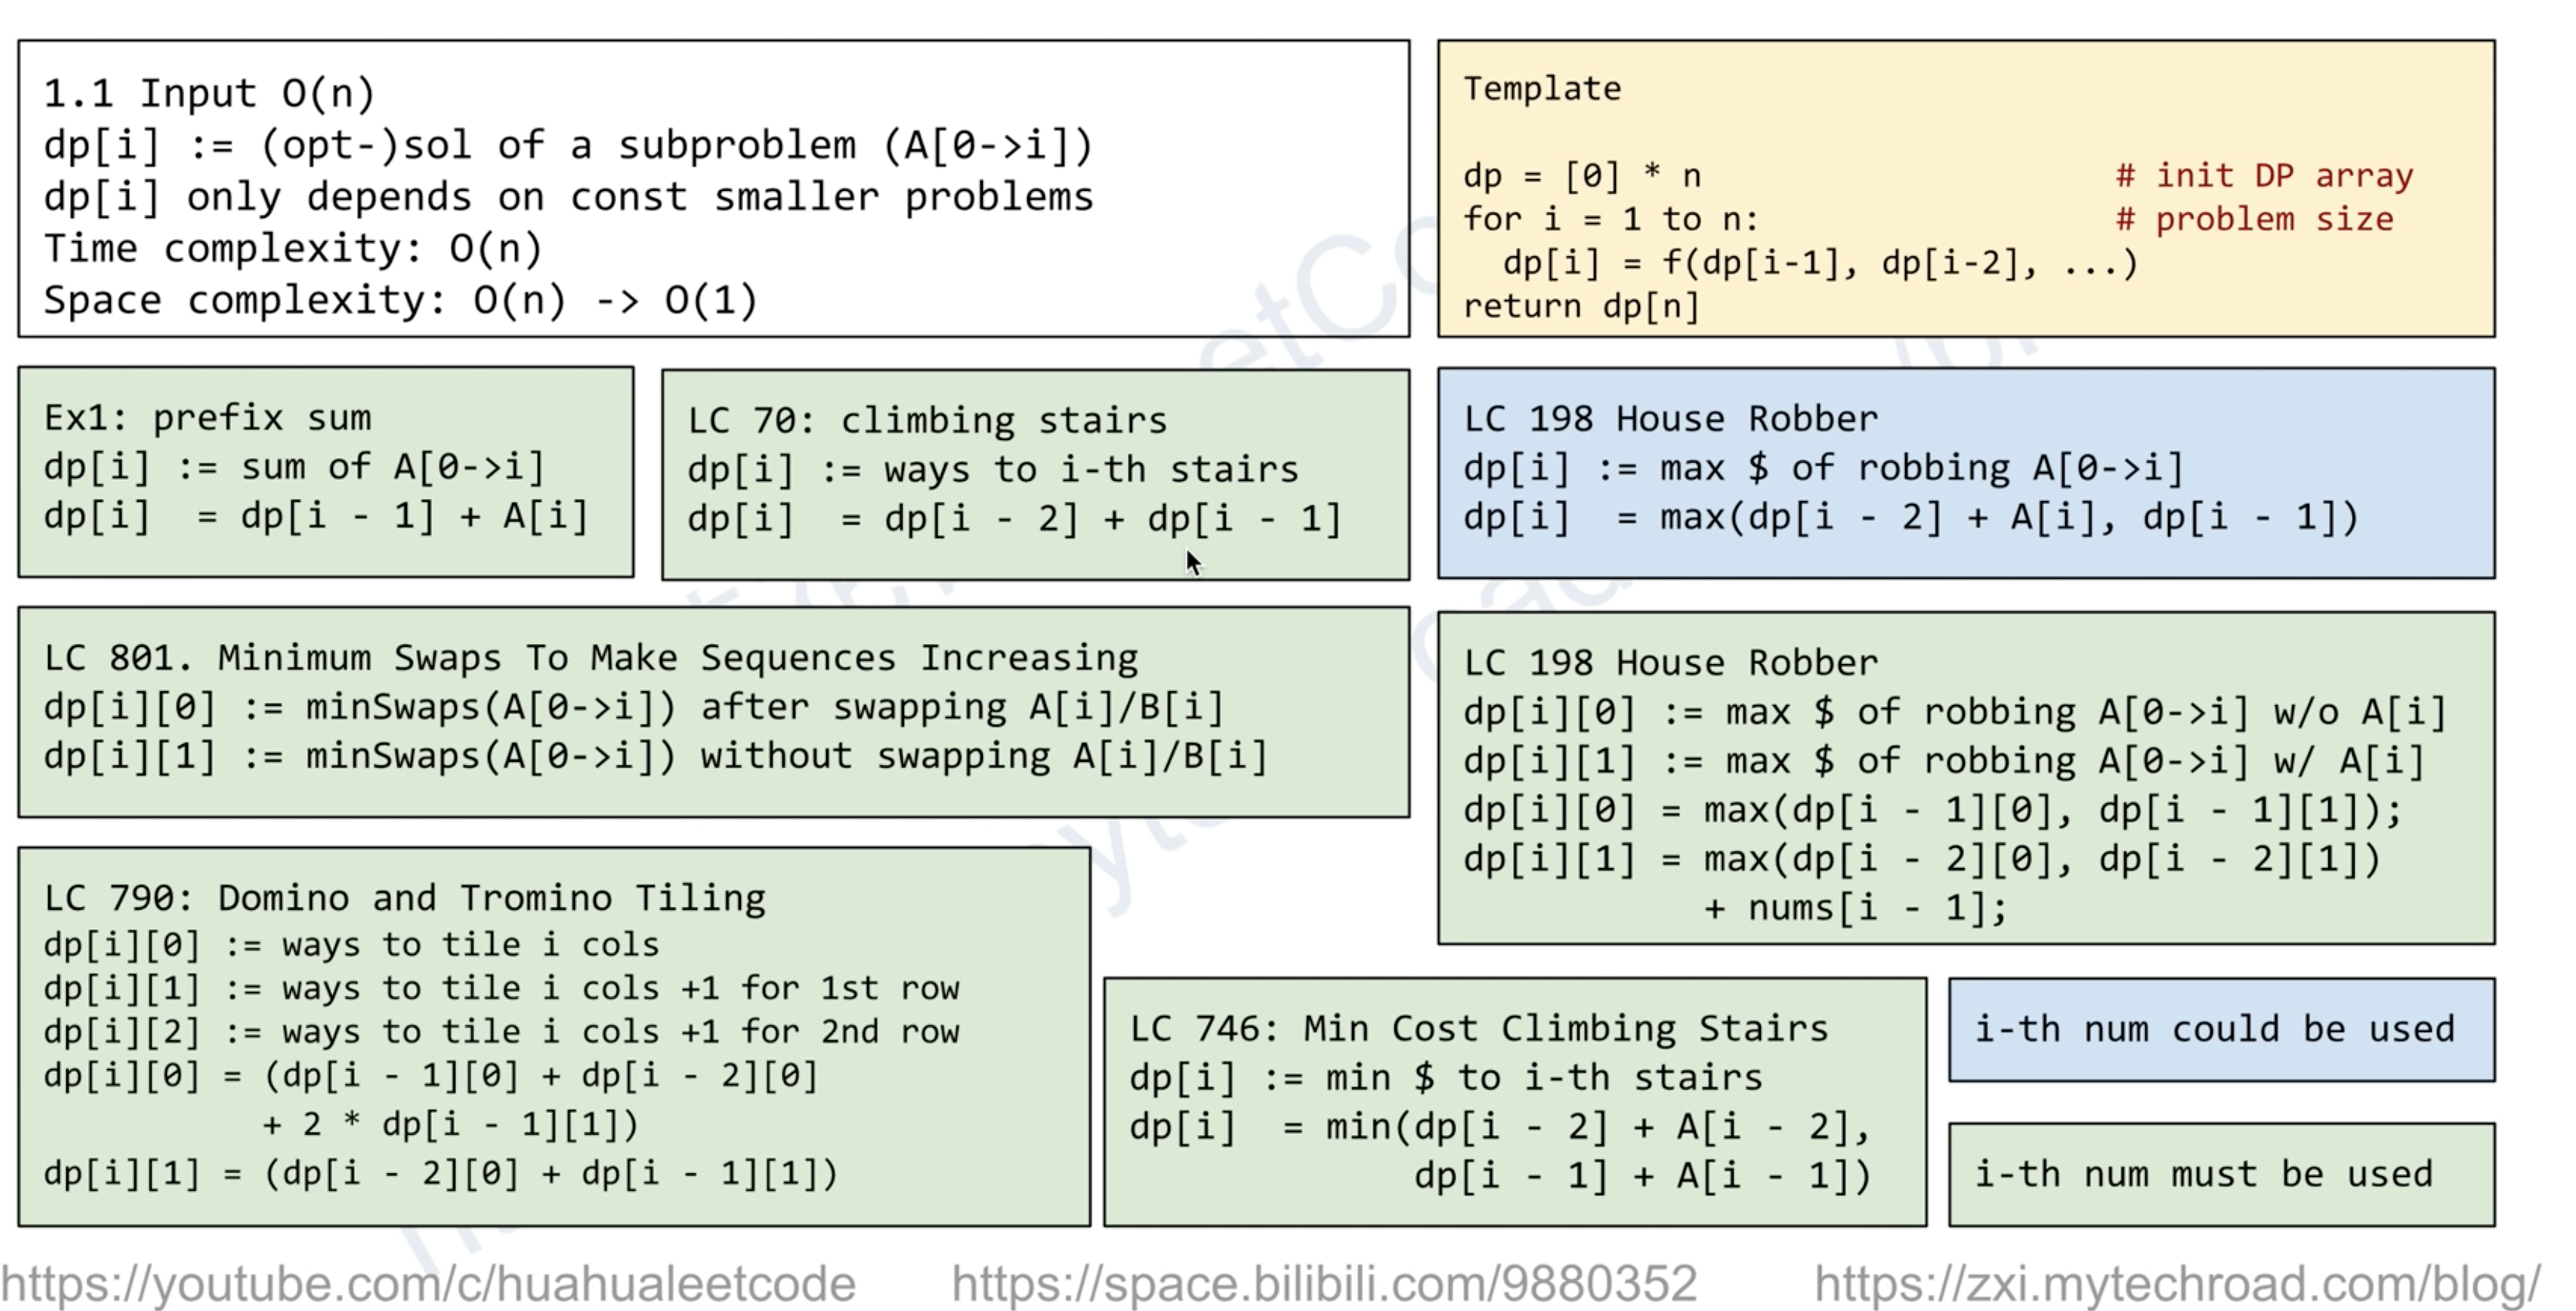 1.1 Input O(n)
dp[i] := (opt-)sol of a subproblem (A[0->i])
dp[i] only depends on const smaller problems
Time complexity: O(n)
Space complexity: O(n) -> O(1)
Template
dp = [0] * n # init DP array
for i = 1 to n: # problem size
dp[i] = f(dp[i-1], dp[i-2], ...)
return dp[n]
Ex1: prefix sum
dp[i] := sum of A[0->i]
dp[i] = dp[i - 1] + A[i]
LC 70: climbing stairs
dp[i] := ways to i-th stairs
dp[i] = dp[i - 2] + dp[i - 1]
LC 198 House Robber
dp[i] := max $ of robbing A[0->i]
dp[i] = max(dp[i - 2] + A[i], dp[i - 1])
LC 801. Minimum Swaps To Make Sequences Increasing
dp[i][0] := minSwaps(A[0->i]) after swapping A[i]/B[i]
dp[i][1] := minSwaps(A[0->i]) without swapping A[i]/B[i]
LC 198 House Robber
dp[i][0] := max $ of robbing A[0->i] w/o A[i]
dp[i][1] := max $ of robbing A[0->i] w/ A[i]
dp[i][0] = max(dp[i - 1][0], dp[i - 1][1]);
dp[i][1] = max(dp[i - 2][0], dp[i - 2][1])
+ nums[i - 1];
LC 790: Domino and Tromino Tiling
dp[i][0] := ways to tile i cols
dp[i][1] := ways to tile i cols +1 for 1st row
dp[i][2] := ways to tile i cols +1 for 2nd row
dp[i][0] = (dp[i - 1][0] + dp[i - 2][0]
+ 2 * dp[i - 1][1])
dp[i][1] = (dp[i - 2][0] + dp[i - 1][1])
LC 746: Min Cost Climbing Stairs
dp[i] := min $ to i-th stairs
dp[i] = min(dp[i - 2] + A[i - 2],
dp[i - 1] + A[i - 1])
i-th num could be used
i-th num must be used
https://youtube.com/c/huahualeetcode
https://space.bilibili.com/9880352
https://zxi.mytechroad.com/blog/